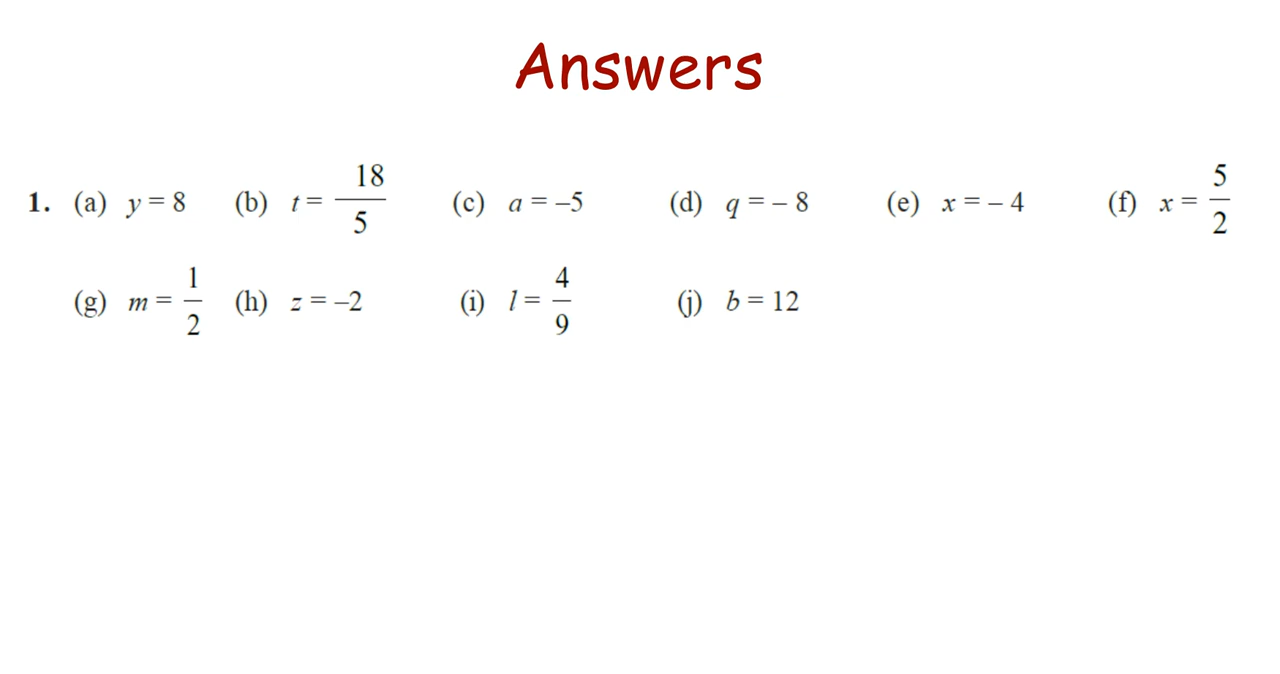 Answers
1. (a) y = 8 (b) t = 18/5 (c) a = –5 (d) q = – 8 (e) x = – 4 (f) x = 5/2
(g) m = 1/2 (h) z = –2 (i) l = 4/9 (j) b = 12